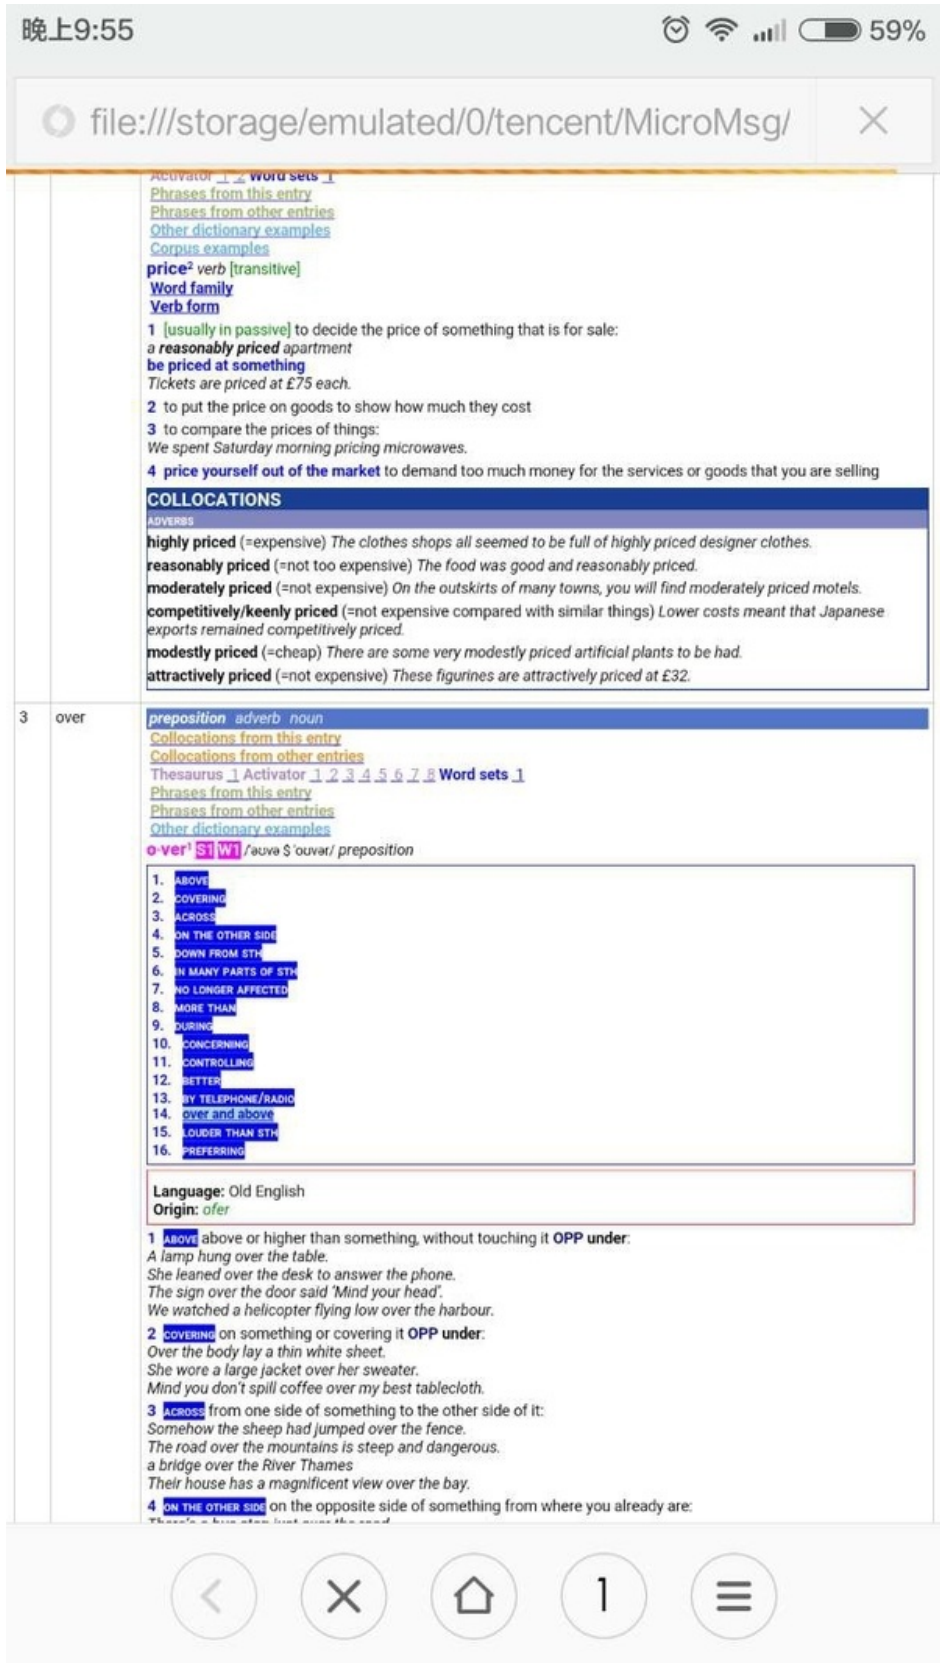 晚上9:55
59%
file:///storage/emulated/0/tencent/MicroMsg/
Activator 1 2 Word sets 1
Phrases from this entry
Phrases from other entries
Other dictionary examples
Corpus examples
price² verb [transitive]
Word family
Verb form
1 [usually in passive] to decide the price of something that is for sale:
a reasonably priced apartment
be priced at something
Tickets are priced at £75 each.
2 to put the price on goods to show how much they cost
3 to compare the prices of things:
We spent Saturday morning pricing microwaves.
4 price yourself out of the market to demand too much money for the services or goods that you are selling
COLLOCATIONS
ADVERBS
highly priced (=expensive) The clothes shops all seemed to be full of highly priced designer clothes.
reasonably priced (=not too expensive) The food was good and reasonably priced.
moderately priced (=not expensive) On the outskirts of many towns, you will find moderately priced motels.
competitively/keenly priced (=not expensive compared with similar things) Lower costs meant that Japanese
exports remained competitively priced.
modestly priced (=cheap) There are some very modestly priced artificial plants to be had.
attractively priced (=not expensive) These figurines are attractively priced at £32.
3 over preposition adverb noun
Collocations from this entry
Collocations from other entries
Thesaurus 1 Activator 1 2 3 4 5 6 7 8 Word sets 1
Phrases from this entry
Phrases from other entries
Other dictionary examples
o·ver¹ S1 W1 /ˈəʊvə $ ˈoʊvər/ preposition
1. ABOVE
2. COVERING
3. ACROSS
4. ON THE OTHER SIDE
5. DOWN FROM STH
6. IN MANY PARTS OF STH
7. NO LONGER AFFECTED
8. MORE THAN
9. DURING
10. CONCERNING
11. CONTROLLING
12. BETTER
13. BY TELEPHONE/RADIO
14. over and above
15. LOUDER THAN STH
16. PREFERRING
Language: Old English
Origin: ofer
1 ABOVE above or higher than something, without touching it OPP under:
A lamp hung over the table.
She leaned over the desk to answer the phone.
The sign over the door said ‘Mind your head’.
We watched a helicopter flying low over the harbour.
2 COVERING on something or covering it OPP under:
Over the body lay a thin white sheet.
She wore a large jacket over her sweater.
Mind you don’t spill coffee over my best tablecloth.
3 ACROSS from one side of something to the other side of it:
Somehow the sheep had jumped over the fence.
The road over the mountains is steep and dangerous.
a bridge over the River Thames
Their house has a magnificent view over the bay.
4 ON THE OTHER SIDE on the opposite side of something from where you already are:
There’s a bus stop just over the road
1